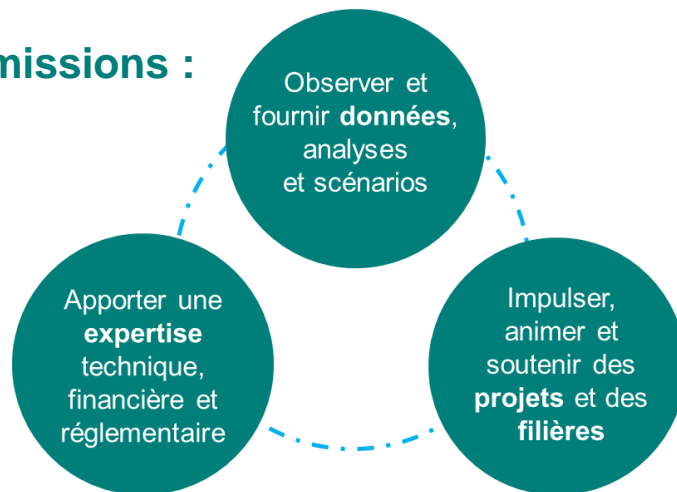 missions :
Observer et
fournir données,
analyses
et scénarios
Apporter une
expertise
technique,
financière et
réglementaire
Impulser,
animer et
soutenir des
projets et des
filières